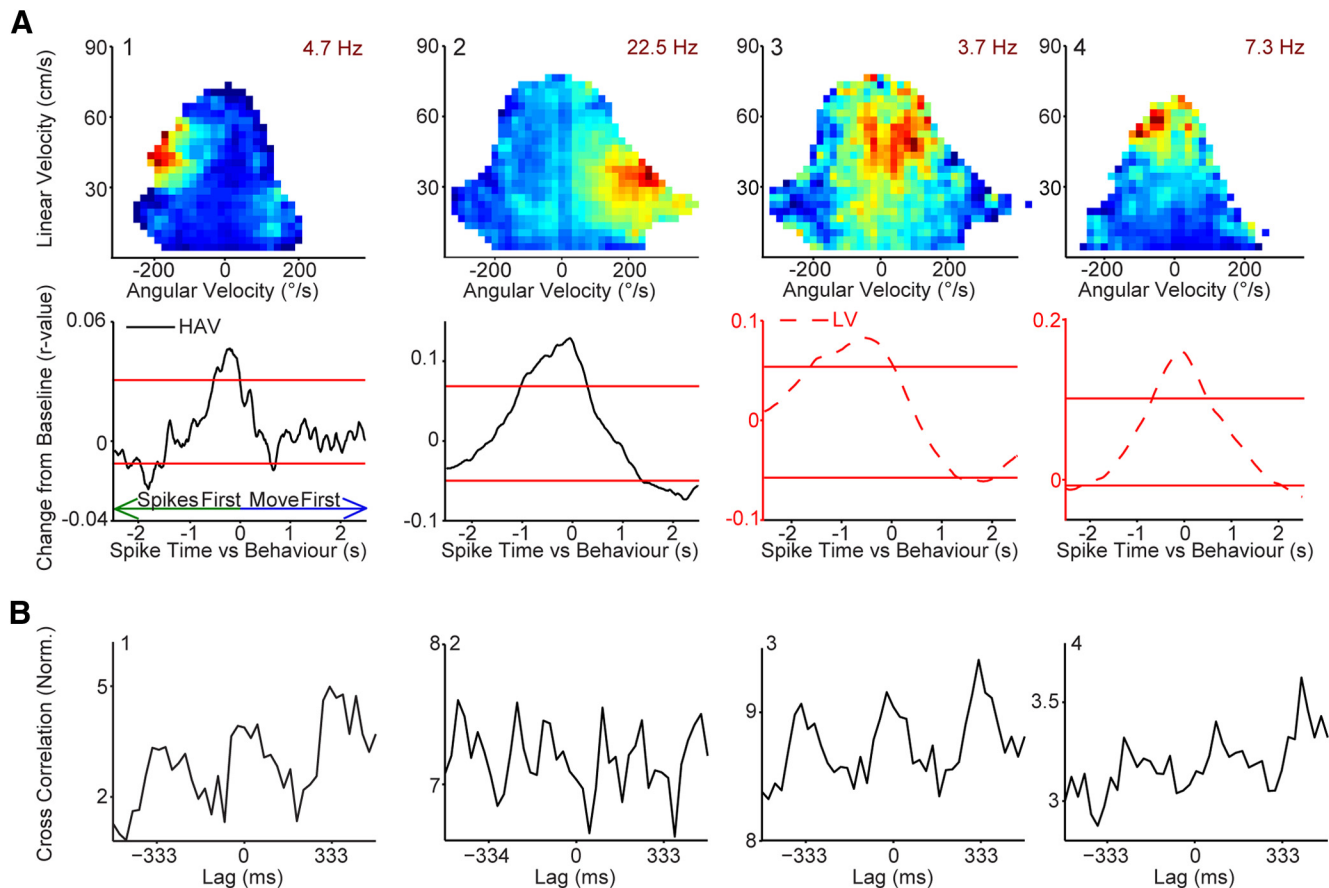 A
1 4.7 Hz 2 22.5 Hz 3 3.7 Hz 4 7.3 Hz
Linear Velocity (cm/s)
90 90 90 90
60 60 60 60
30 30 30 30
-200 0 200 -200 0 200 -200 0 200 -200 0 200
Angular Velocity (°/s) Angular Velocity (°/s) Angular Velocity (°/s) Angular Velocity (°/s)
Change from Baseline (r-value)
0.06 HAV 0.1 LV 0.2
0.1
0 0 0 0
Spikes First Move First
-0.04 -0.1 -0.1
-2 -1 0 1 2 -2 -1 0 1 2 -2 -1 0 1 2 -2 -1 0 1 2
Spike Time vs Behaviour (s) Spike Time vs Behaviour (s) Spike Time vs Behaviour (s) Spike Time vs Behaviour (s)
B
Cross Correlation (Norm.)
1 8 2 3 4
5 9 3.5
2 7 8 3
−333 0 333 −334 0 333 −333 0 333 −333 0 333
Lag (ms) Lag (ms) Lag (ms) Lag (ms)